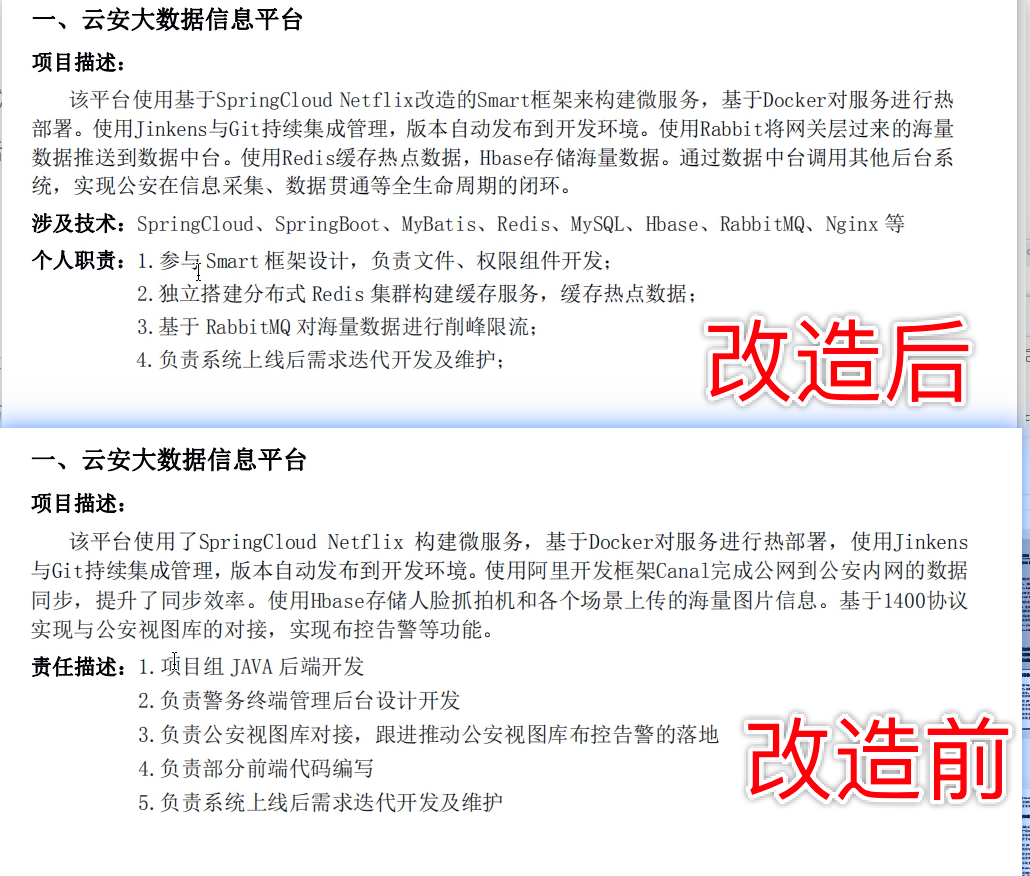 一、云安大数据信息平台
项目描述：
该平台使用基于SpringCloud Netflix改造的Smart框架来构建微服务，基于Docker对服务进行热
部署。使用Jinkens与Git持续集成管理，版本自动发布到开发环境。使用Rabbit将网关层过来的海量
数据推送到数据中台。使用Redis缓存热点数据，Hbase存储海量数据。通过数据中台调用其他后台系
统，实现公安在信息采集、数据贯通等全生命周期的闭环。
涉及技术：SpringCloud、SpringBoot、MyBatis、Redis、MySQL、Hbase、RabbitMQ、Nginx 等
个人职责：1.参与 Smart 框架设计，负责文件、权限组件开发；
2.独立搭建分布式 Redis 集群构建缓存服务，缓存热点数据；
3.基于 RabbitMQ 对海量数据进行削峰限流；
4.负责系统上线后需求迭代开发及维护；
改造后
一、云安大数据信息平台
项目描述：
该平台使用了SpringCloud Netflix 构建微服务，基于Docker对服务进行热部署，使用Jinkens
与Git持续集成管理，版本自动发布到开发环境。使用阿里开发框架Canal完成公网到公安内网的数据
同步，提升了同步效率。使用Hbase存储人脸抓拍机和各个场景上传的海量图片信息。基于1400协议
实现与公安视图库的对接，实现布控告警等功能。
责任描述：1.项目组 JAVA 后端开发
2.负责警务终端管理后台设计开发
3.负责公安视图库对接，跟进推动公安视图库布控告警的落地
4.负责部分前端代码编写
5.负责系统上线后需求迭代开发及维护
改造前